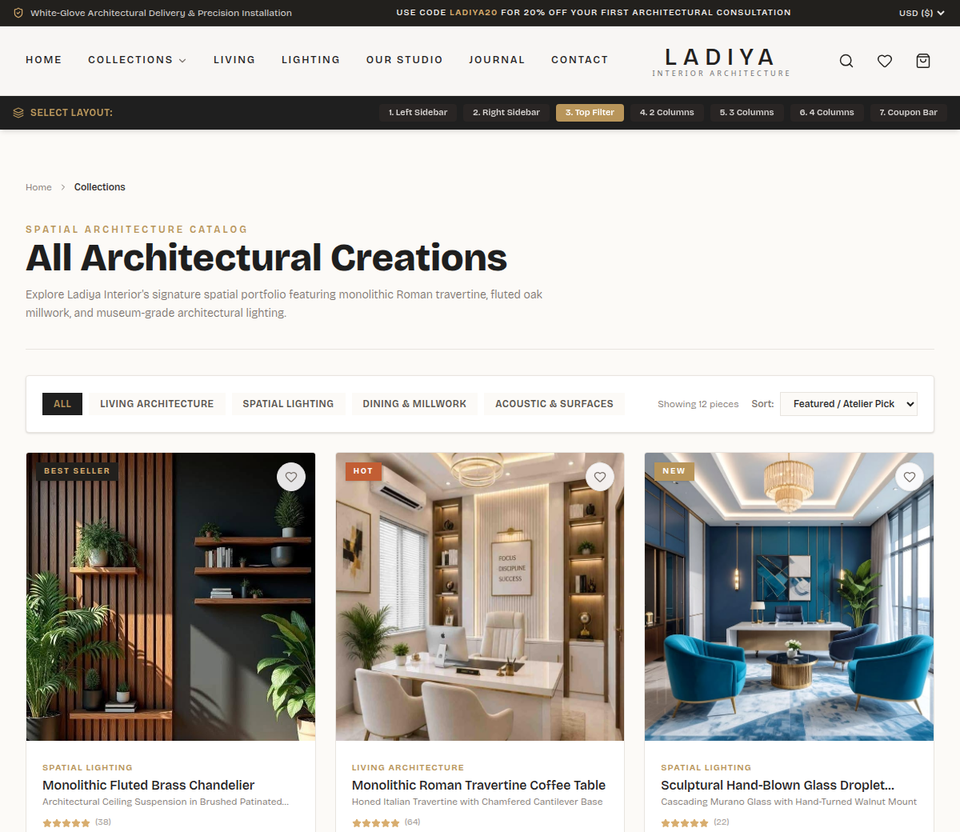 White-Glove Architectural Delivery & Precision Installation
USE CODE LADIYA20 FOR 20% OFF YOUR FIRST ARCHITECTURAL CONSULTATION
USD ($)
HOME COLLECTIONS LIVING LIGHTING OUR STUDIO JOURNAL CONTACT
LADIYA
INTERIOR ARCHITECTURE
SELECT LAYOUT:
1. Left Sidebar 2. Right Sidebar 3. Top Filter 4. 2 Columns 5. 3 Columns 6. 4 Columns 7. Coupon Bar
Home Collections
SPATIAL ARCHITECTURE CATALOG
All Architectural Creations
Explore Ladiya Interior's signature spatial portfolio featuring monolithic Roman travertine, fluted oak
millwork, and museum-grade architectural lighting.
ALL LIVING ARCHITECTURE SPATIAL LIGHTING DINING & MILLWORK ACOUSTIC & SURFACES
Showing 12 pieces Sort: Featured / Atelier Pick
BEST SELLER
HOT
FOCUS
DISCIPLINE
SUCCESS
NEW
SPATIAL LIGHTING
Monolithic Fluted Brass Chandelier
Architectural Ceiling Suspension in Brushed Patinated...
(38)
LIVING ARCHITECTURE
Monolithic Roman Travertine Coffee Table
Honed Italian Travertine with Chamfered Cantilever Base
(64)
SPATIAL LIGHTING
Sculptural Hand-Blown Glass Droplet...
Cascading Murano Glass with Hand-Turned Walnut Mount
(22)